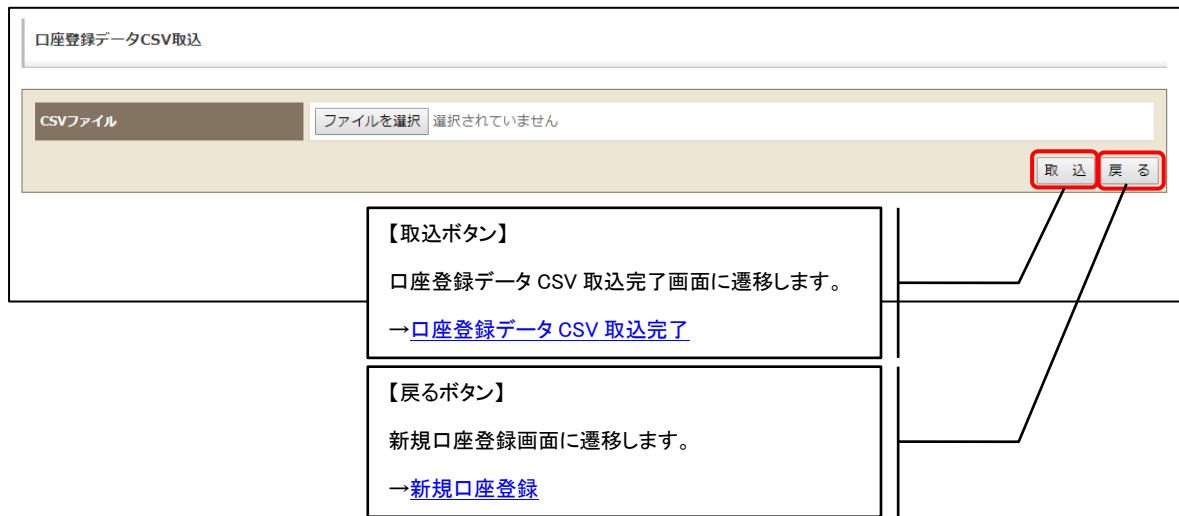 口座登録データCSV取込
CSVファイル
ファイルを選択 選択されていません
取 込 戻 る
【取込ボタン】
口座登録データ CSV 取込完了画面に遷移します。
→口座登録データ CSV 取込完了
【戻るボタン】
新規口座登録画面に遷移します。
→新規口座登録